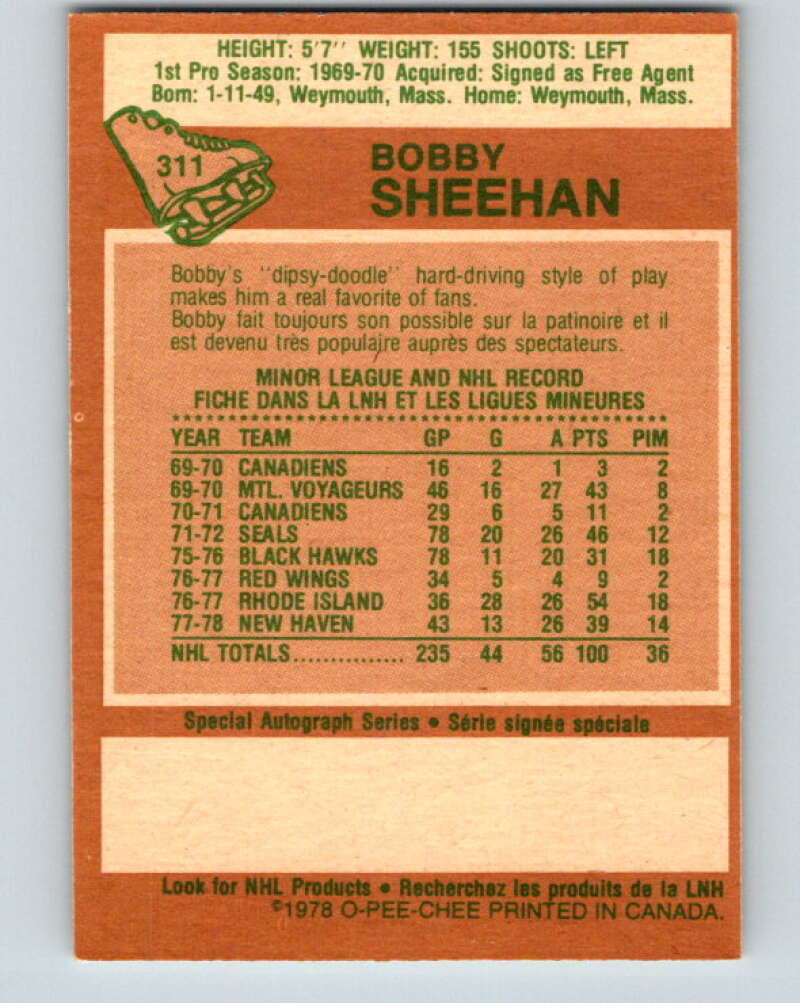 HEIGHT: 5'7'' WEIGHT: 155 SHOOTS: LEFT
1st Pro Season: 1969-70 Acquired: Signed as Free Agent
Born: 1-11-49, Weymouth, Mass. Home: Weymouth, Mass.
311
BOBBY
SHEEHAN
Bobby's ''dipsy-doodle'' hard-driving style of play
makes him a real favorite of fans.
Bobby fait toujours son possible sur la patinoire et il
est devenu très populaire auprès des spectateurs.
MINOR LEAGUE AND NHL RECORD
FICHE DANS LA LNH ET LES LIGUES MINEURES
YEAR TEAM GP G A PTS PIM
69-70 CANADIENS 16 2 1 3 2
69-70 MTL. VOYAGEURS 46 16 27 43 8
70-71 CANADIENS 29 6 5 11 2
71-72 SEALS 78 20 26 46 12
75-76 BLACK HAWKS 78 11 20 31 18
76-77 RED WINGS 34 5 4 9 2
76-77 RHODE ISLAND 36 28 26 54 18
77-78 NEW HAVEN 43 13 26 39 14
NHL TOTALS............... 235 44 56 100 36
Special Autograph Series • Série signée spéciale
Look for NHL Products • Recherchez les produits de la LNH
©1978 O-PEE-CHEE PRINTED IN CANADA.